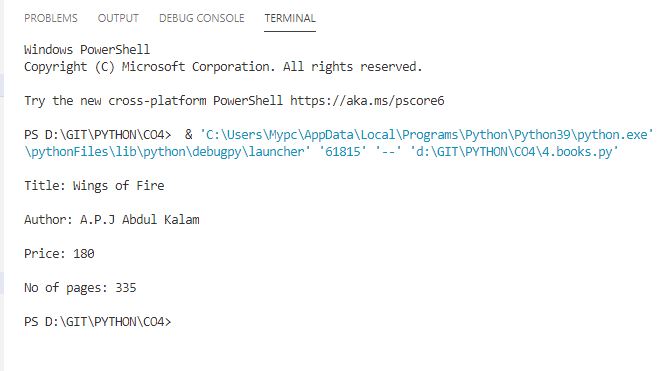 PROBLEMS OUTPUT DEBUG CONSOLE TERMINAL
Windows PowerShell
Copyright (C) Microsoft Corporation. All rights reserved.
Try the new cross-platform PowerShell https://aka.ms/pscore6
PS D:\GIT\PYTHON\CO4>  & 'C:\Users\Mypc\AppData\Local\Programs\Python\Python39\python.exe'
\pythonFiles\lib\python\debugpy\launcher' '61815' '--' 'd:\GIT\PYTHON\CO4\4.books.py'
Title: Wings of Fire
Author: A.P.J Abdul Kalam
Price: 180
No of pages: 335
PS D:\GIT\PYTHON\CO4>